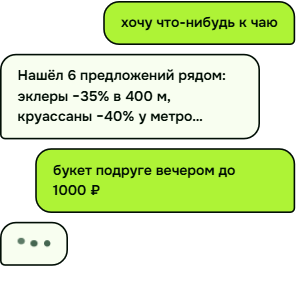 хочу что-нибудь к чаю
Нашёл 6 предложений рядом:
эклеры −35% в 400 м,
круассаны −40% у метро...
букет подруге вечером до
1000 ₽